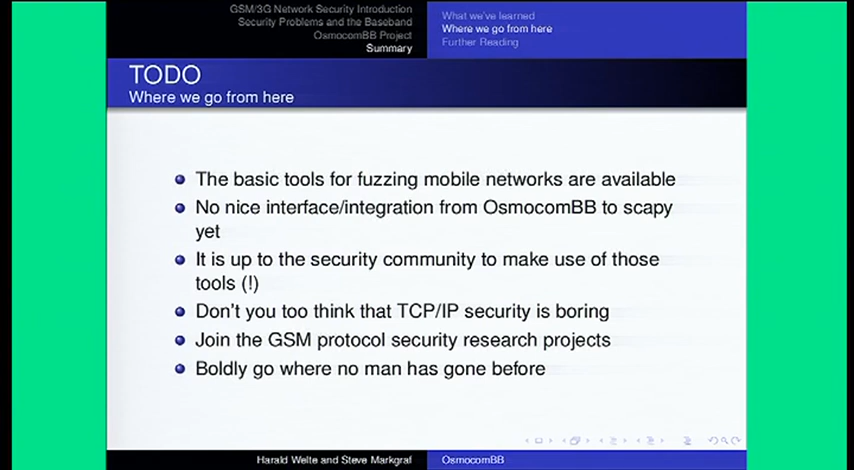 GSM/3G Network Security Introduction
Security Problems and the Baseband
OsmocomBB Project
Summary
What we've learned
Where we go from here
Further Reading
TODO
Where we go from here
The basic tools for fuzzing mobile networks are available
No nice interface/integration from OsmocomBB to scapy
yet
It is up to the security community to make use of those
tools (!)
Don't you too think that TCP/IP security is boring
Join the GSM protocol security research projects
Boldly go where no man has gone before
Harald Welte and Steve Markgraf
OsmocomBB